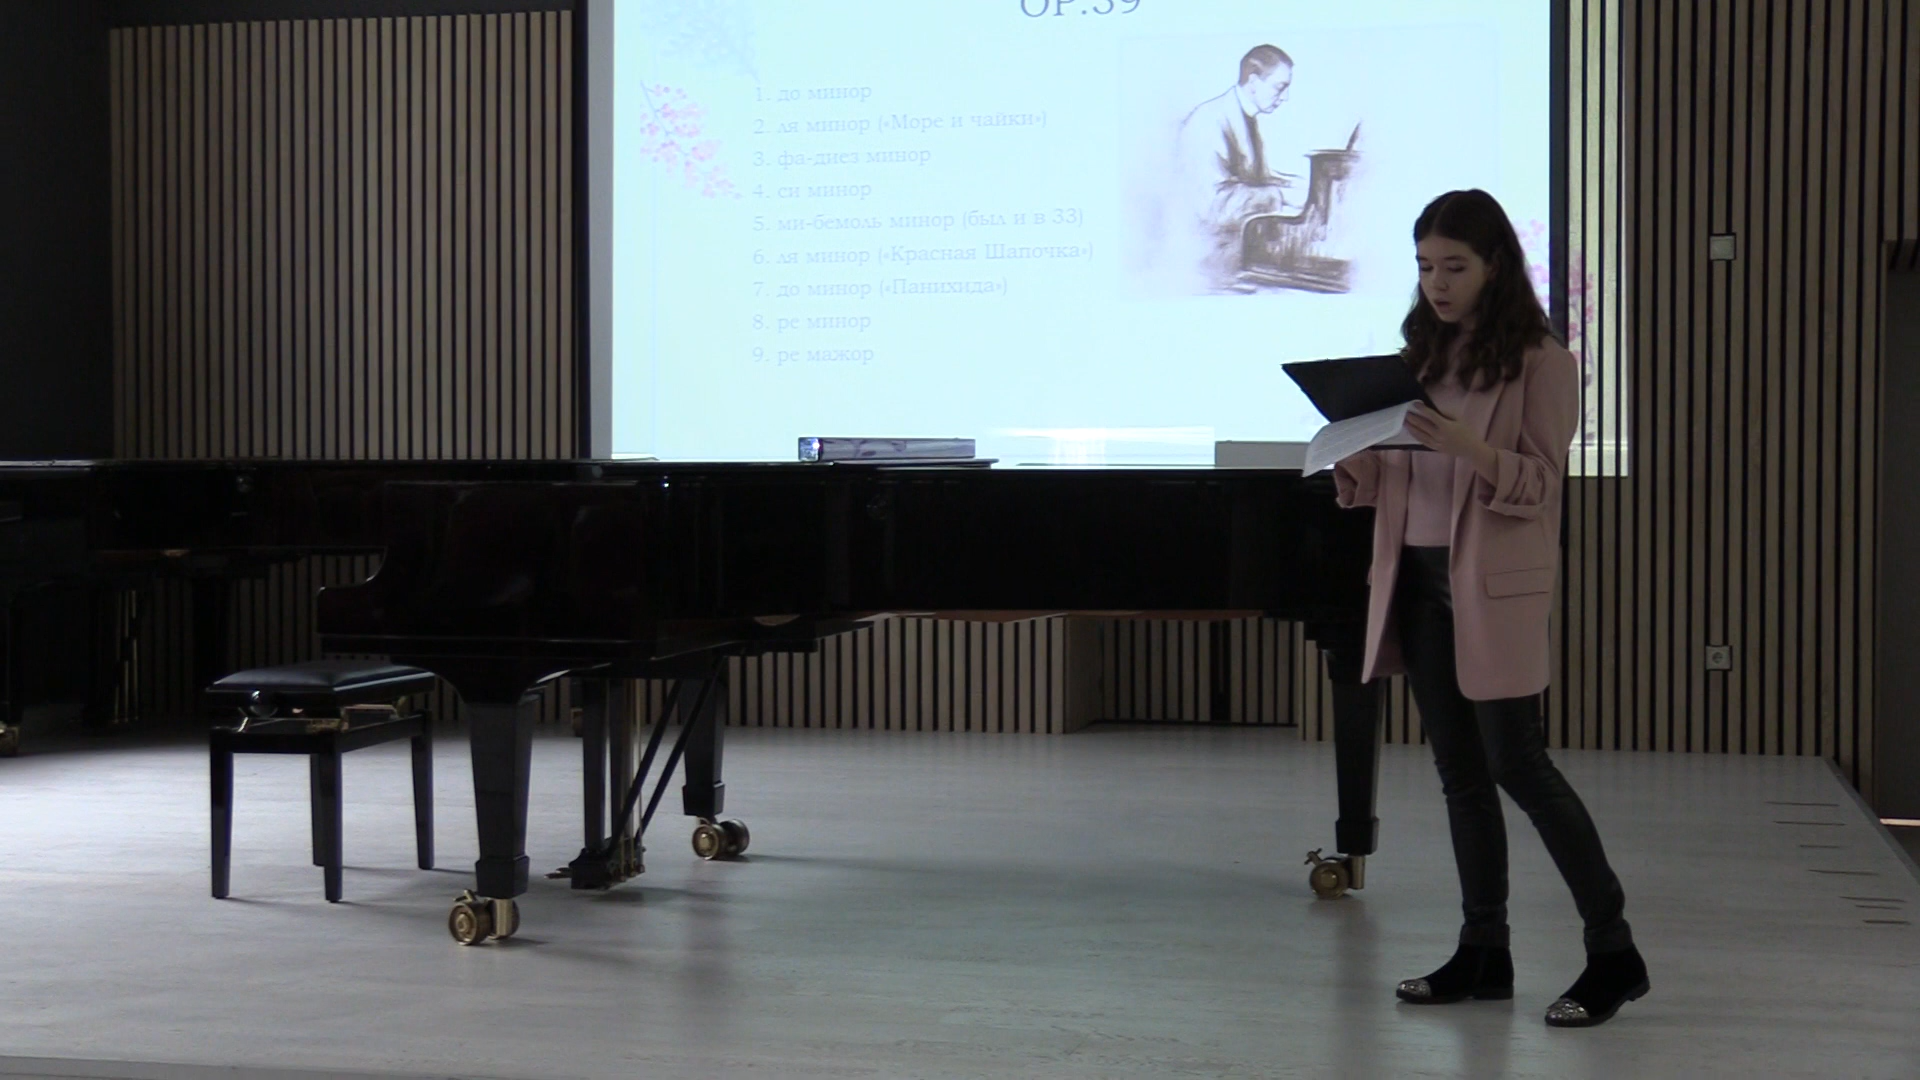 OP.39
1. до минор
2. ля минор («Море и чайки»)
3. фа-диез минор
4. си минор
5. ми-бемоль минор (был и в 33)
6. ля минор («Красная Шапочка»)
7. до минор («Панихида»)
8. ре минор
9. ре мажор